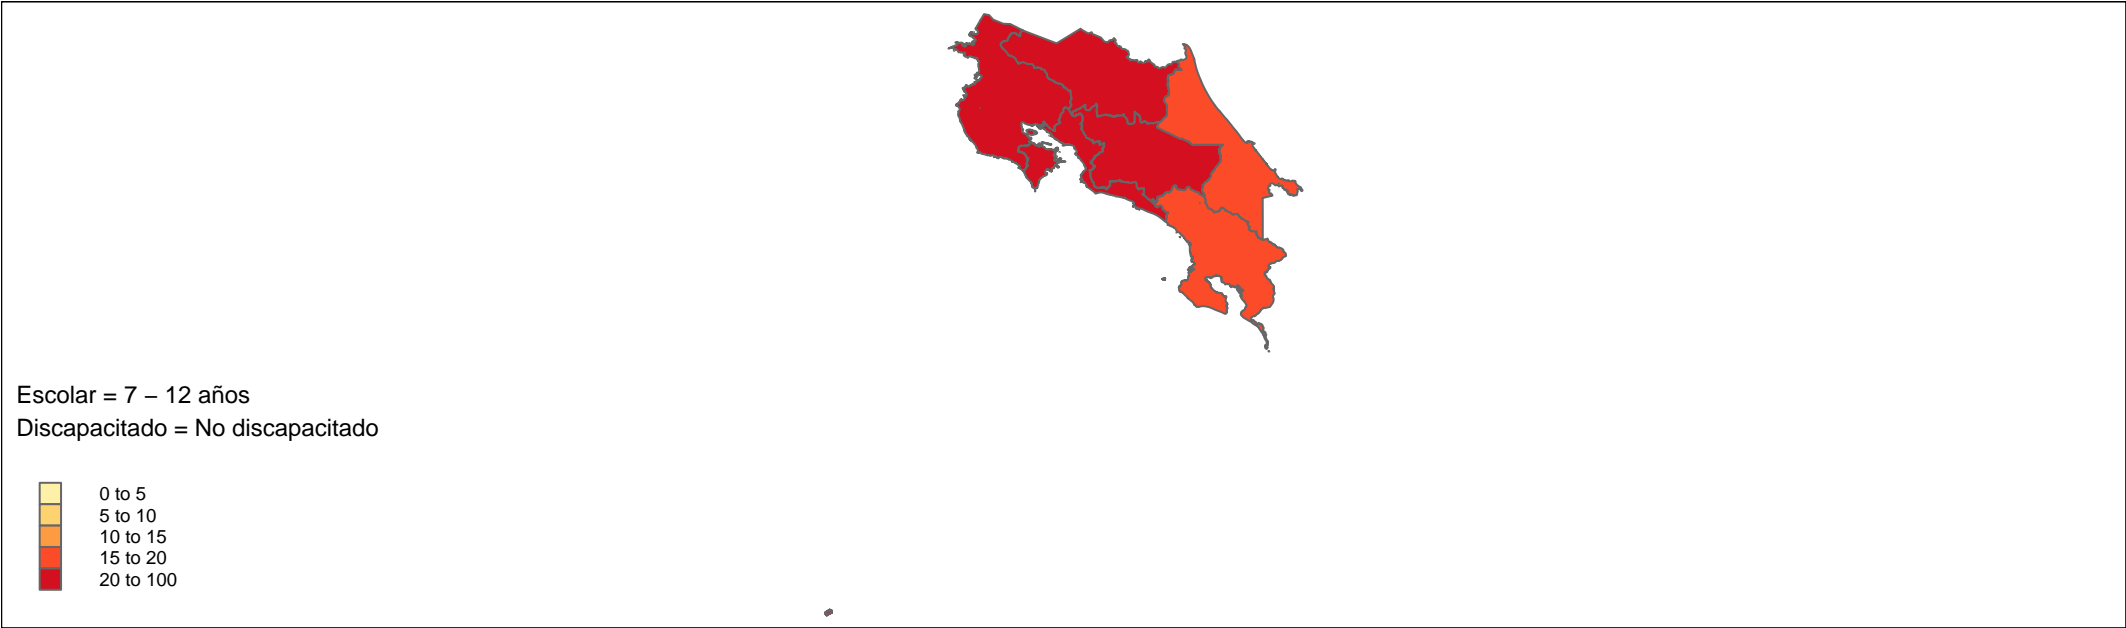 Escolar = 7 – 12 años
Discapacitado = No discapacitado
0 to 5
5 to 10
10 to 15
15 to 20
20 to 100